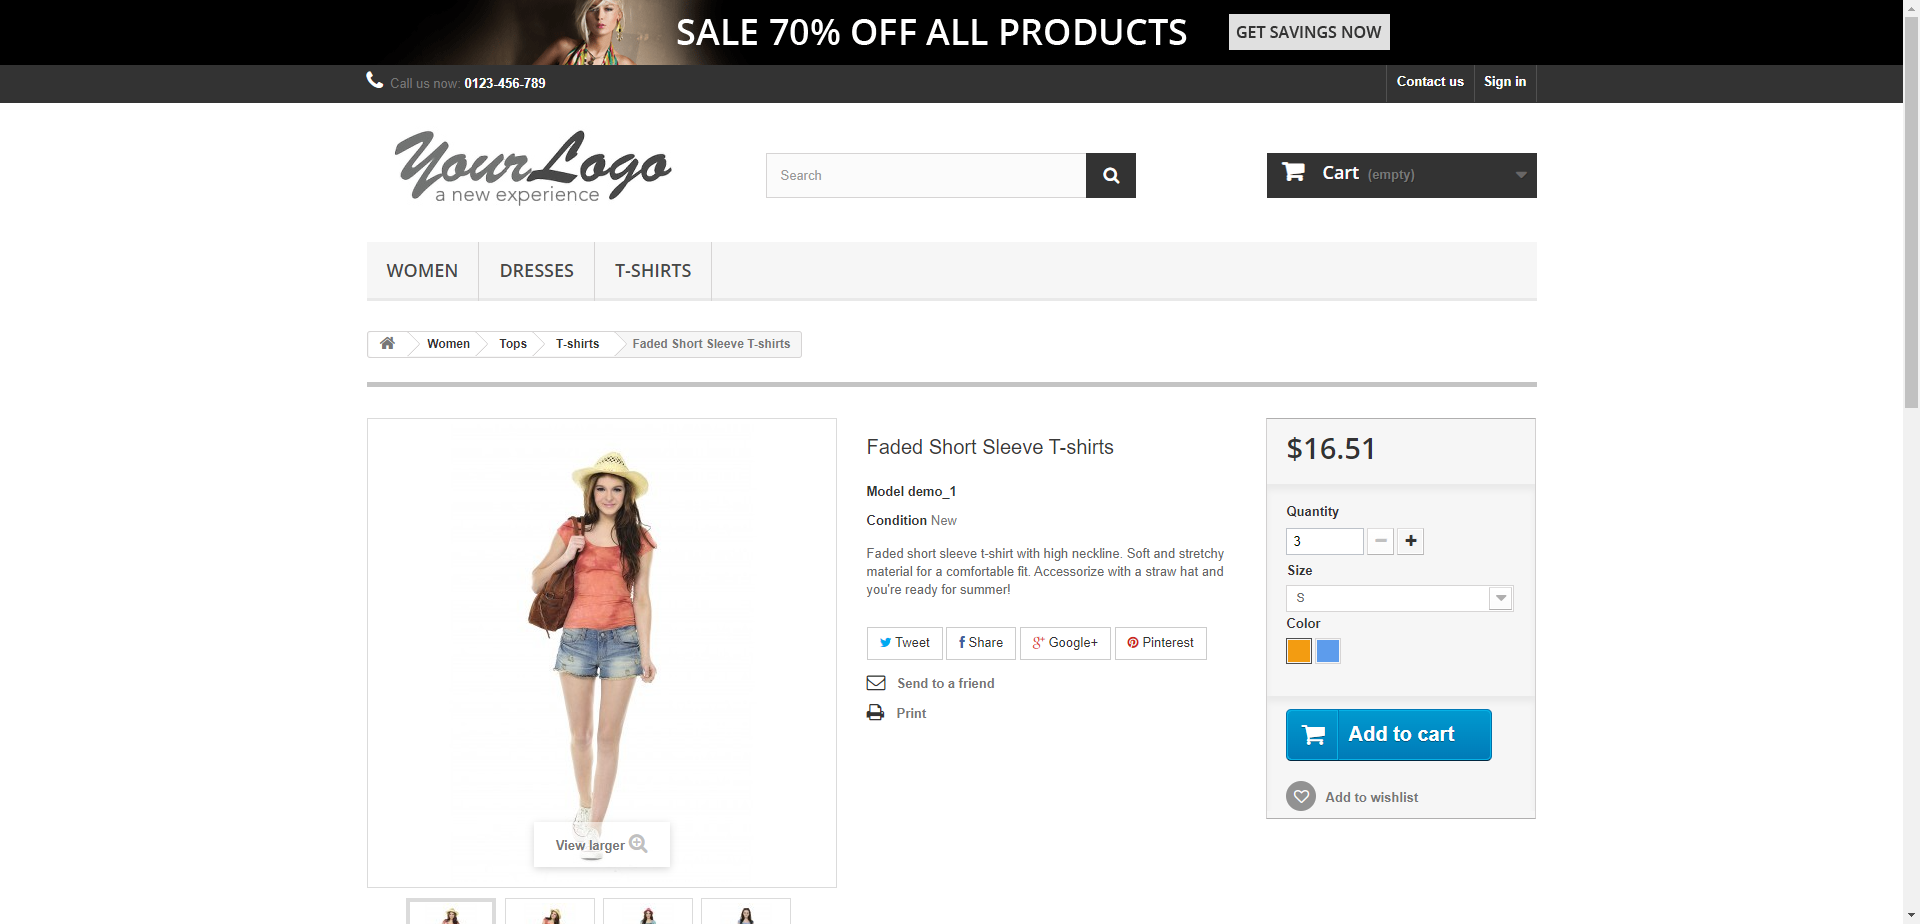 SALE 70% OFF ALL PRODUCTS GET SAVINGS NOW
Call us now: 0123-456-789
Contact us Sign in
YourLogo
a new experience
Search
Cart (empty)
WOMEN DRESSES T-SHIRTS
Women Tops T-shirts Faded Short Sleeve T-shirts
Faded Short Sleeve T-shirts
Model demo_1
Condition New
Faded short sleeve t-shirt with high neckline. Soft and stretchy
material for a comfortable fit. Accessorize with a straw hat and
you're ready for summer!
Tweet Share Google+ Pinterest
Send to a friend
Print
View larger
$16.51
Quantity
3
Size
S
Color
Add to cart
Add to wishlist